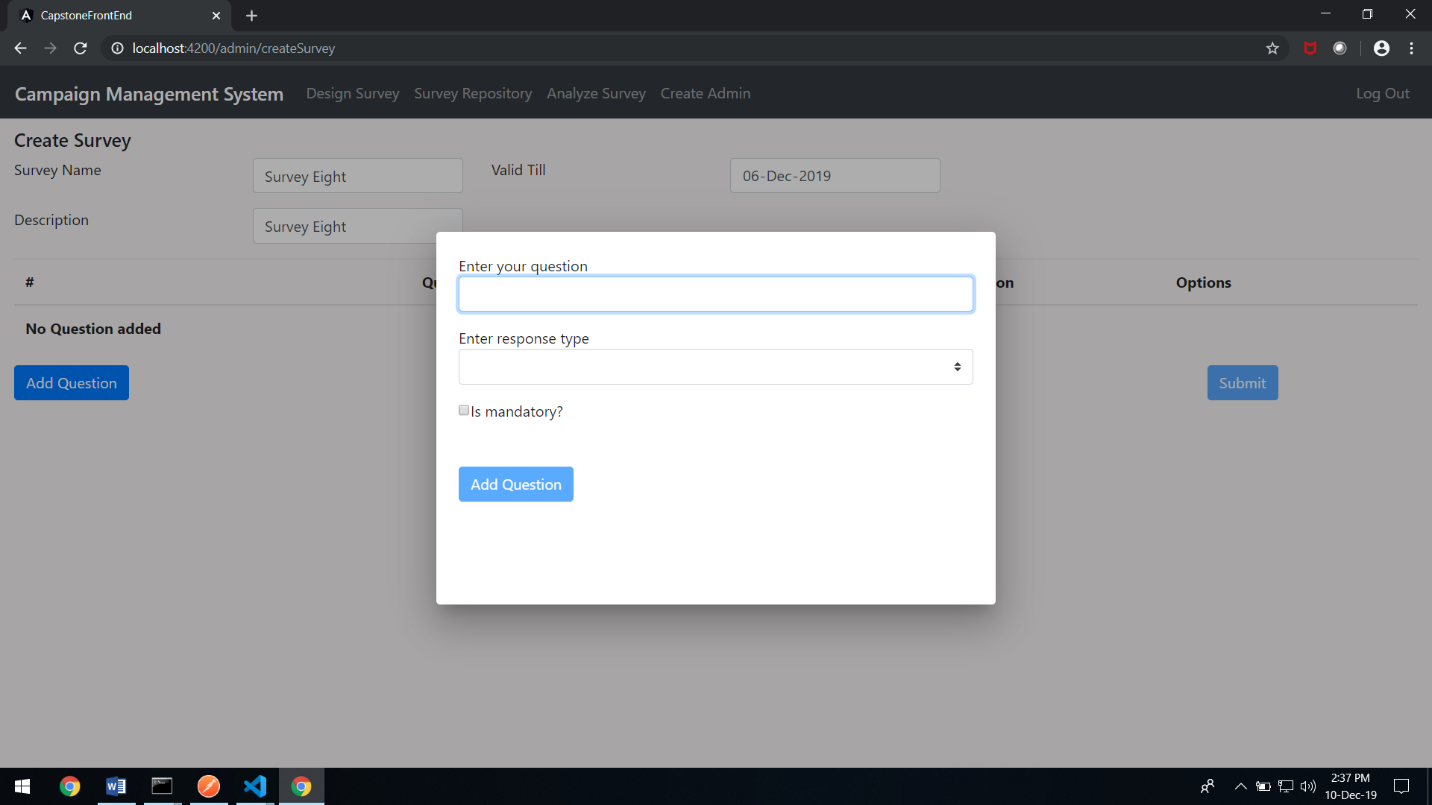 CapstoneFrontEnd
localhost:4200/admin/createSurvey
Campaign Management System Design Survey Survey Repository Analyze Survey Create Admin Log Out
Create Survey
Survey Name Survey Eight Valid Till 06-Dec-2019
Description Survey Eight
# Qu on Options
No Question added
Add Question Submit
Enter your question
Enter response type
Is mandatory?
Add Question
2:37 PM
10-Dec-19